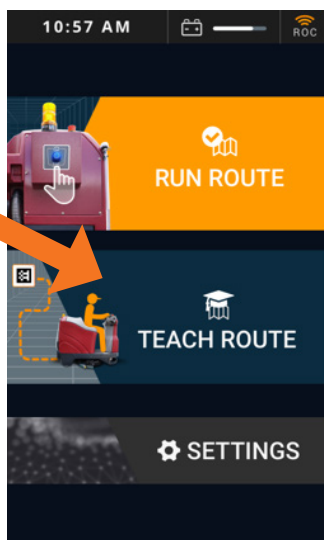 10:57 AM
ROC
RUN ROUTE
TEACH ROUTE
SETTINGS